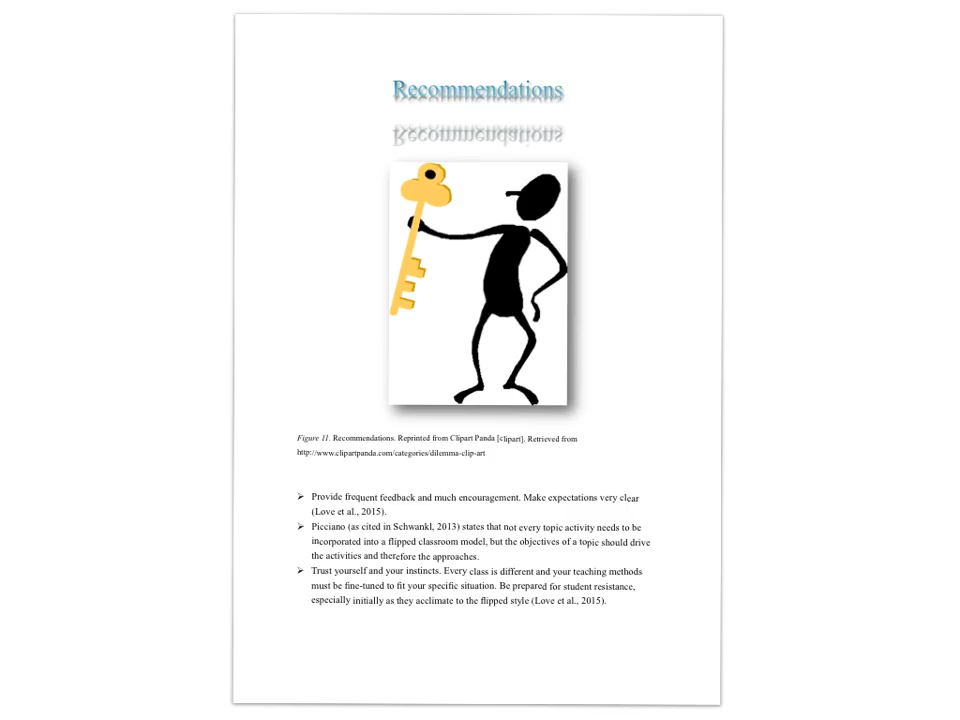 Recommendations
Figure 11. Recommendations. Reprinted from Clipart Panda [clipart]. Retrieved from
http://www.clipartpanda.com/categories/dilemma-clip-art
➢ Provide frequent feedback and much encouragement. Make expectations very clear
(Love et al., 2015).
➢ Picciano (as cited in Schwankl, 2013) states that not every topic activity needs to be
incorporated into a flipped classroom model, but the objectives of a topic should drive
the activities and therefore the approaches.
➢ Trust yourself and your instincts. Every class is different and your teaching methods
must be fine-tuned to fit your specific situation. Be prepared for student resistance,
especially initially as they acclimate to the flipped style (Love et al., 2015).